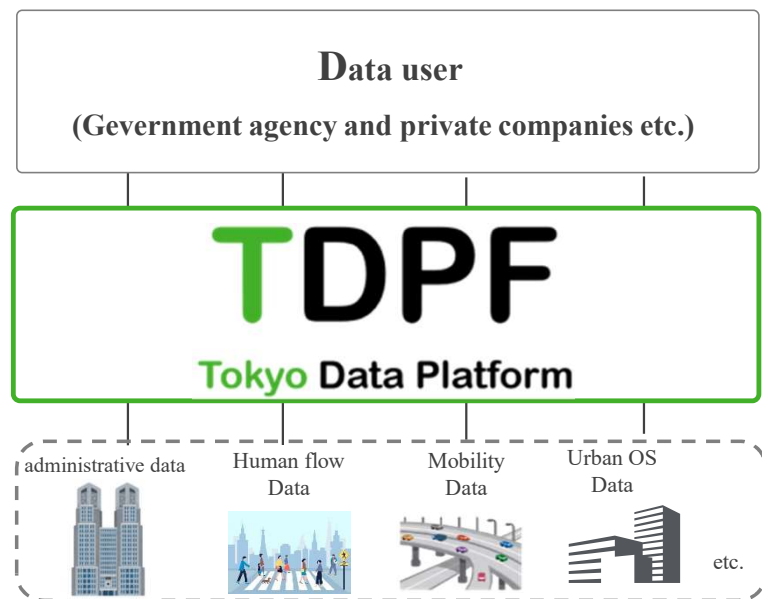 Data user
(Gevernment agency and private companies etc.)
TDPF
Tokyo Data Platform
administrative data
Human flow
Data
Mobility
Data
Urban OS
Data
etc.